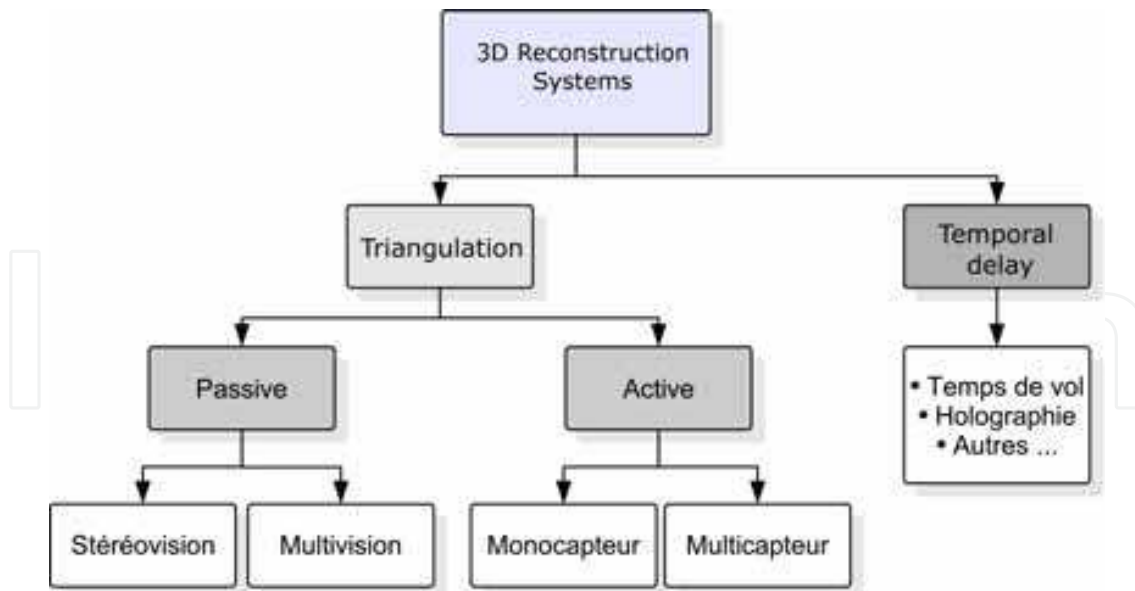 3D Reconstruction
Systems
Triangulation
Temporal
delay
Passive
Active
• Temps de vol
• Holographie
• Autres ...
Stéréovision
Multivision
Monocapteur
Multicapteur